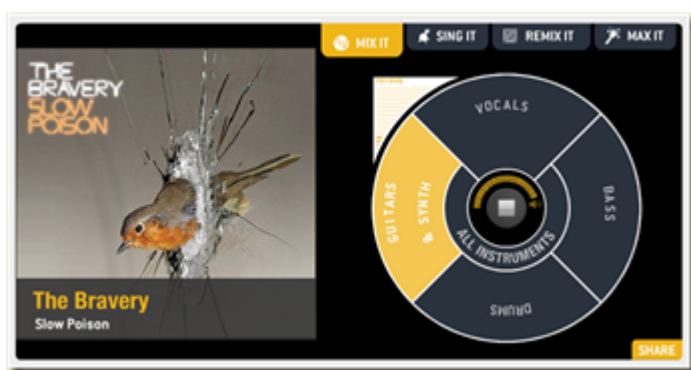 MIX IT
SING IT
REMIX IT
MAX IT
THE
BRAVERY
SLOW
POISON
The Bravery
Slow Poison
VOCALS
BASS
DRUMS
GUITARS
& SYNTH
ALL INSTRUMENTS
SHARE